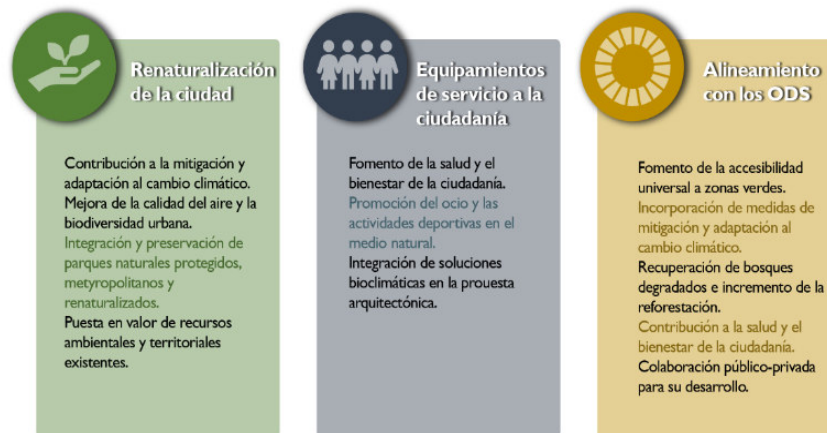 Renaturalización
de la ciudad
Contribución a la mitigación y
adaptación al cambio climático.
Mejora de la calidad del aire y la
biodiversidad urbana.
Integración y preservación de
parques naturales protegidos,
metyropolitanos y
renaturalizados.
Puesta en valor de recursos
ambientales y territoriales
existentes.
Equipamientos
de servicio a la
ciudadanía
Fomento de la salud y el
bienestar de la ciudadanía.
Promoción del ocio y las
actividades deportivas en el
medio natural.
Integración de soluciones
bioclimáticas en la prouesta
arquitectónica.
Alineamiento
con los ODS
Fomento de la accesibilidad
universal a zonas verdes.
Incorporación de medidas de
mitigación y adaptación al
cambio climático.
Recuperación de bosques
degradados e incremento de la
reforestación.
Contribución a la salud y el
bienestar de la ciudadanía.
Colaboración público-privada
para su desarrollo.